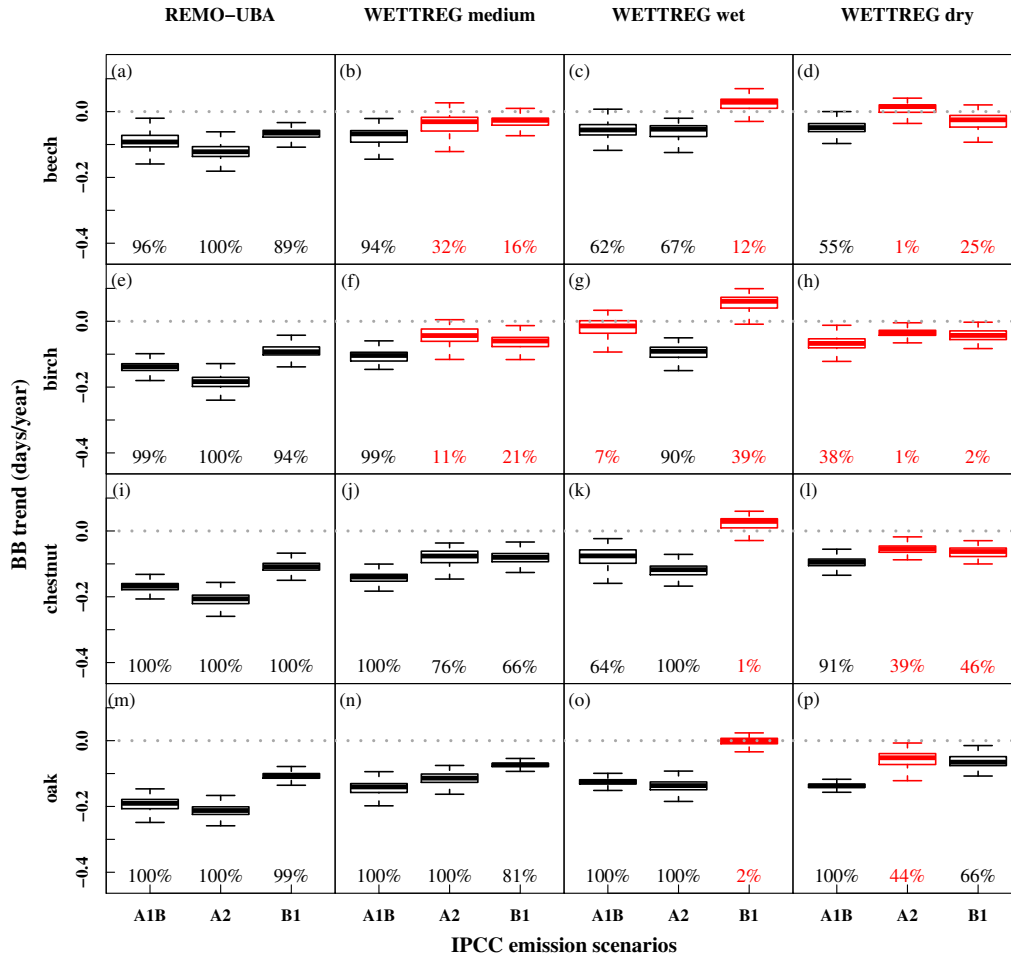 REMO−UBA WETTREG medium WETTREG wet WETTREG dry
(a) (b) (c) (d)
0.0
−0.2
−0.4
beech
96% 100% 89% 94% 32% 16% 62% 67% 12% 55% 1% 25%
(e) (f) (g) (h)
0.0
−0.2
−0.4
birch
99% 100% 94% 99% 11% 21% 7% 90% 39% 38% 1% 2%
BB trend (days/year)
(i) (j) (k) (l)
0.0
−0.2
−0.4
chestnut
100% 100% 100% 100% 76% 66% 64% 100% 1% 91% 39% 46%
(m) (n) (o) (p)
0.0
−0.2
−0.4
oak
100% 100% 99% 100% 100% 81% 100% 100% 2% 100% 44% 66%
A1B A2 B1 A1B A2 B1 A1B A2 B1 A1B A2 B1
IPCC emission scenarios